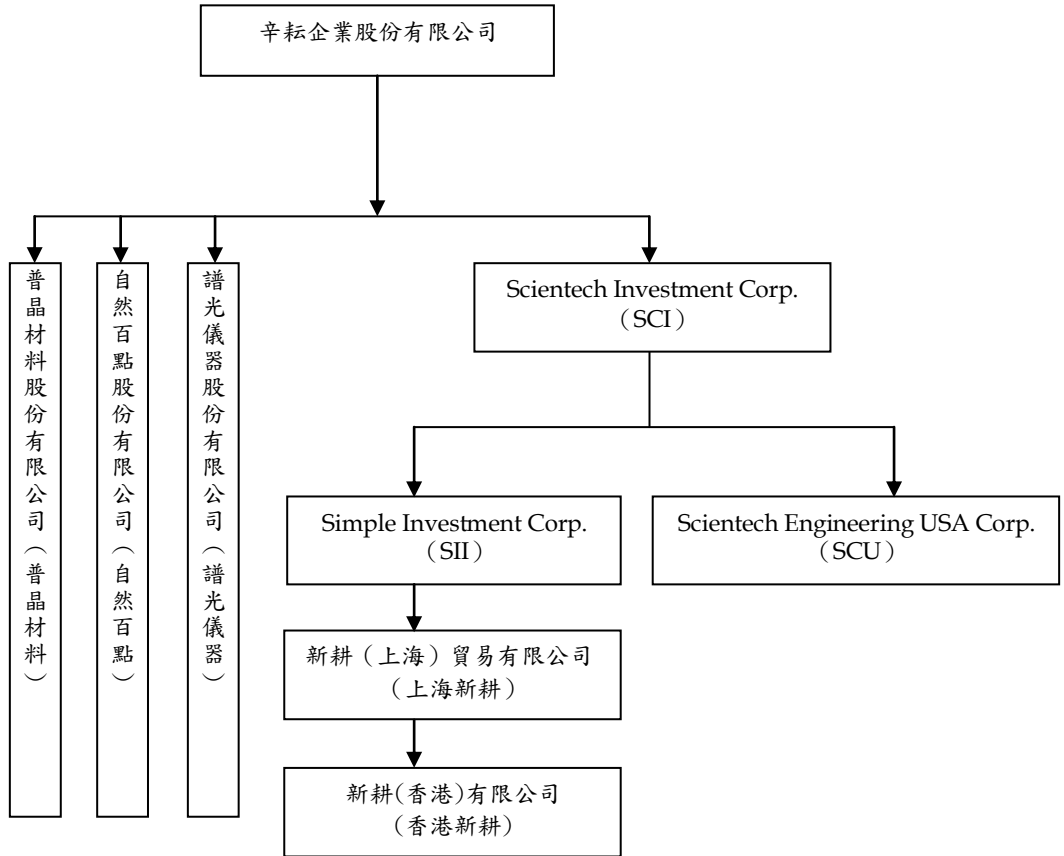 辛耘企業股份有限公司
普晶材料股份有限公司（普晶材料）
自然百點股份有限公司（自然百點）
譜光儀器股份有限公司（譜光儀器）
Scientech Investment Corp.
（SCI）
Simple Investment Corp.
（SII）
Scientech Engineering USA Corp.
（SCU）
新耕（上海）貿易有限公司
（上海新耕）
新耕(香港)有限公司
(香港新耕)